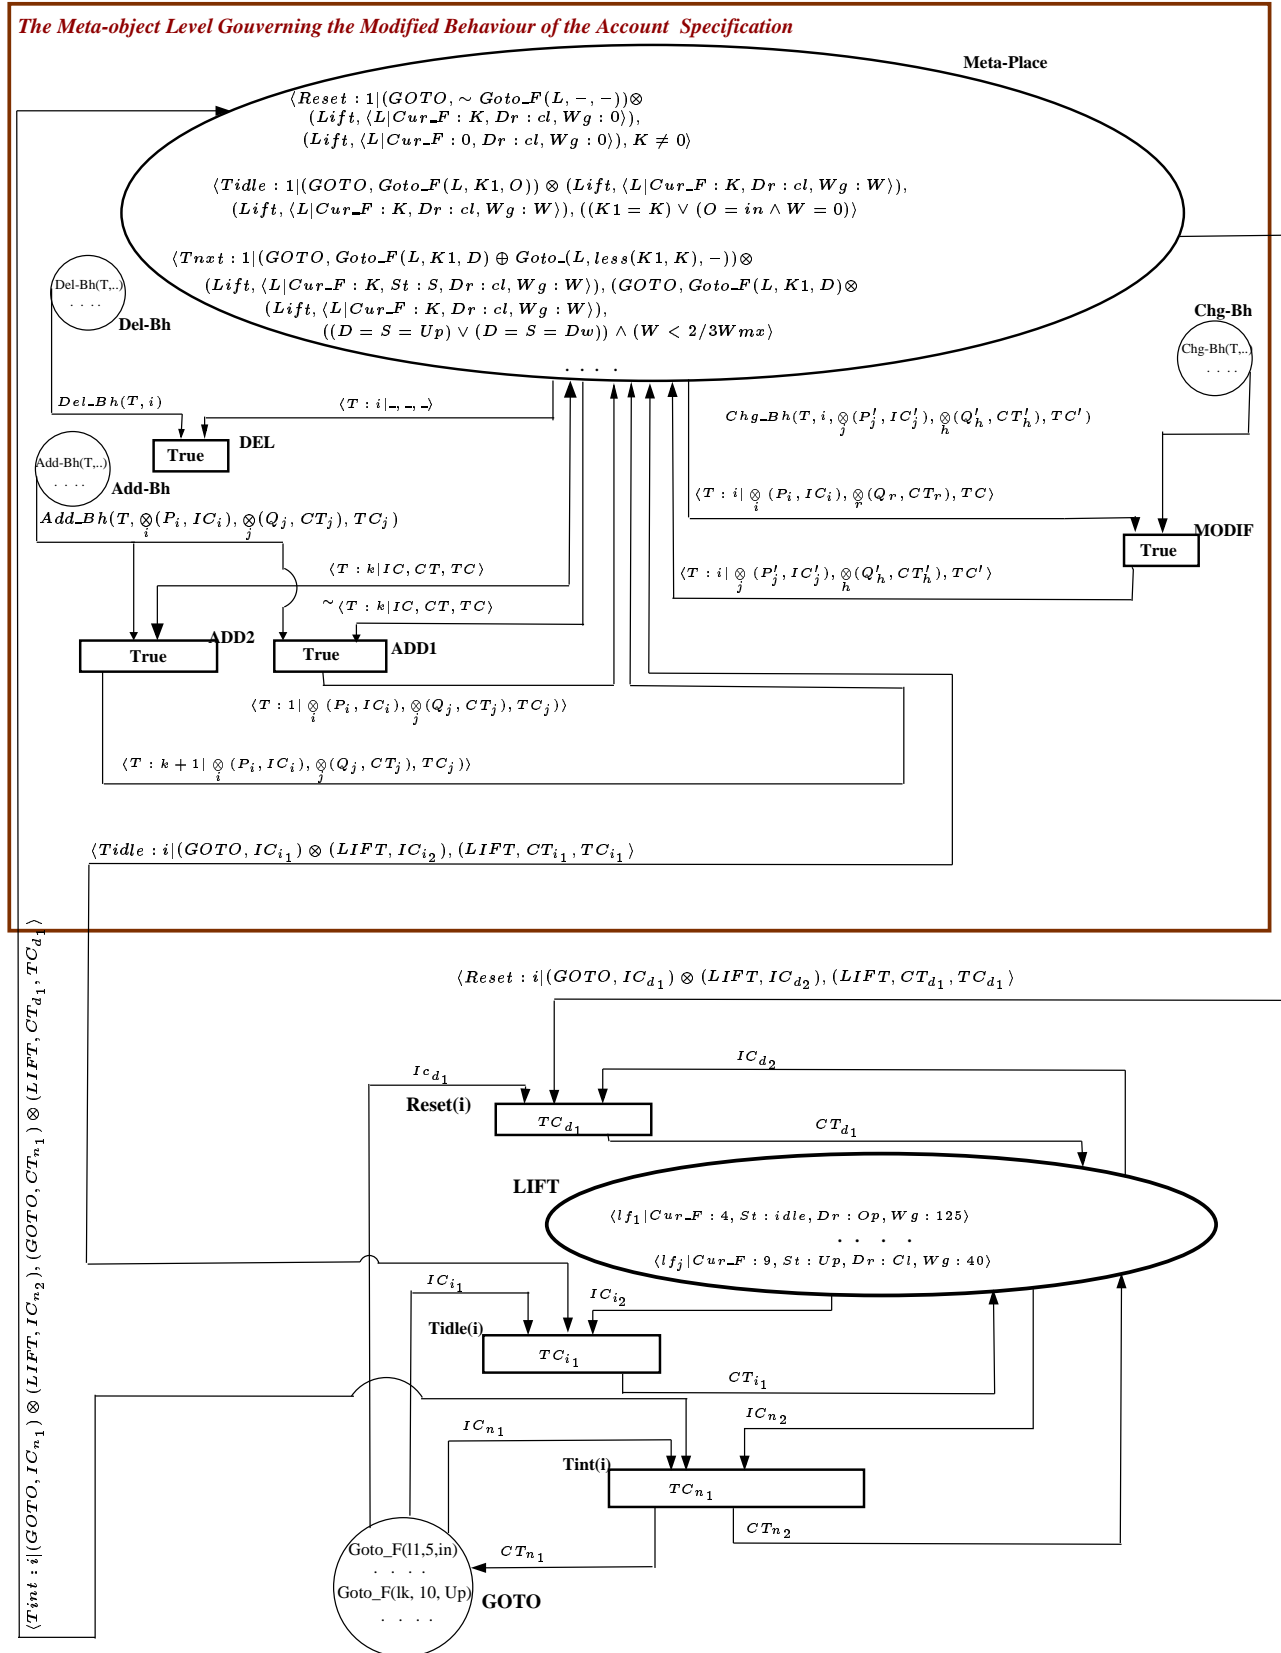 The Meta-object Level Gouverning the Modified Behaviour of the Account Specification
Meta-Place
⟨Reset : 1|(GOTO, ∼ Goto_F(L, −, −))⊗
(Lift, ⟨L|Cur_F : K, Dr : cl, Wg : 0⟩),
(Lift, ⟨L|Cur_F : 0, Dr : cl, Wg : 0⟩), K ≠ 0⟩
⟨Tidle : 1|(GOTO, Goto_F(L, K1, O)) ⊗ (Lift, ⟨L|Cur_F : K, Dr : cl, Wg : W⟩),
(Lift, ⟨L|Cur_F : K, Dr : cl, Wg : W⟩), ((K1 = K) ∨ (O = in ∧ W = 0)⟩
⟨Tnxt : 1|(GOTO, Goto_F(L, K1, D) ⊕ Goto_(L, less(K1, K), −))⊗
(Lift, ⟨L|Cur_F : K, St : S, Dr : cl, Wg : W⟩), (GOTO, Goto_F(L, K1, D)⊗
(Lift, ⟨L|Cur_F : K, Dr : cl, Wg : W⟩),
((D = S = Up) ∨ (D = S = Dw)) ∧ (W < 2/3Wmx⟩
. . . .
Del-Bh(T,..)
. . . .
Del-Bh
Chg-Bh
Chg-Bh(T,..)
. . . .
Del_Bh(T, i)
⟨T : i|_, _, _⟩
DEL
True
Chg_Bh(T, i, ⊗j(P′j, IC′j), ⊗h(Q′h, CT′h), TC′)
Add-Bh(T,..)
. . . .
Add-Bh
Add_Bh(T, ⊗i(Pi, ICi), ⊗j(Qj, CTj), TCj)
⟨T : i| ⊗i (Pi, ICi), ⊗r(Qr, CTr), TC⟩
MODIF
True
⟨T : k|IC, CT, TC⟩
⟨T : i| ⊗j (P′j, IC′j), ⊗h(Q′h, CT′h), TC′⟩
∼ ⟨T : k|IC, CT, TC⟩
ADD2
True
ADD1
True
⟨T : 1| ⊗i (Pi, ICi), ⊗j(Qj, CTj), TCj)⟩
⟨T : k + 1| ⊗i (Pi, ICi), ⊗j(Qj, CTj), TCj)⟩
⟨Tidle : i|(GOTO, ICi1) ⊗ (LIFT, ICi2), (LIFT, CTi1, TCi1⟩
⟨Tint : i|(GOTO, ICn1) ⊗ (LIFT, ICn2), (GOTO, CTn1) ⊗ (LIFT, CTd1, TCd1⟩
⟨Reset : i|(GOTO, ICd1) ⊗ (LIFT, ICd2), (LIFT, CTd1, TCd1⟩
ICd2
Icd1
Reset(i)
TCd1
CTd1
LIFT
⟨lf1|Cur_F : 4, St : idle, Dr : Op, Wg : 125⟩
. . . .
⟨lfj|Cur_F : 9, St : Up, Dr : Cl, Wg : 40⟩
ICi1
ICi2
Tidle(i)
TCi1
CTi1
ICn2
ICn1
Tint(i)
TCn1
CTn2
CTn1
Goto_F(l1,5,in)
. . . .
Goto_F(lk, 10, Up)
. . . .
GOTO